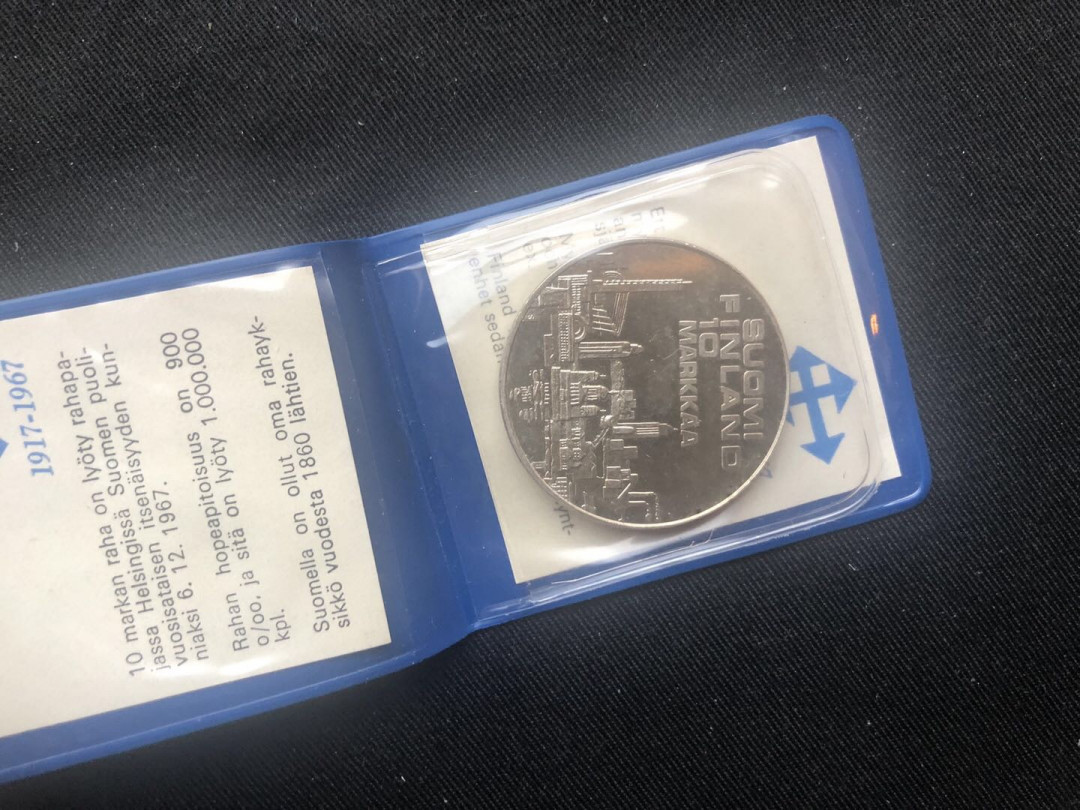 1917-1967
10 markan raha on lyöty rahapa-
jassa Helsingissä Suomen puoli-
vuosisataisen itsenäisyyden kun-
niaksi 6. 12. 1967.
Rahan hopeapitoisuus on 900
o/oo. ja sitä on lyöty 1.000.000
kpl.
Suomella on ollut oma rahayk-
sikkö vuodesta 1860 lähtien.
Finland
enhet sedan
SUOMI
FINLAND
10
MARKKAA